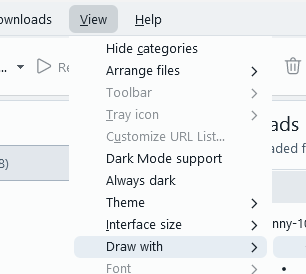 ownloads View Help
Hide categories
... Re
Arrange files
Toolbar
Tray icon
Customize URL List...
ads
Dark Mode support
aded f
8)
Always dark
Theme
Interface size
nny-10
Draw with
Font